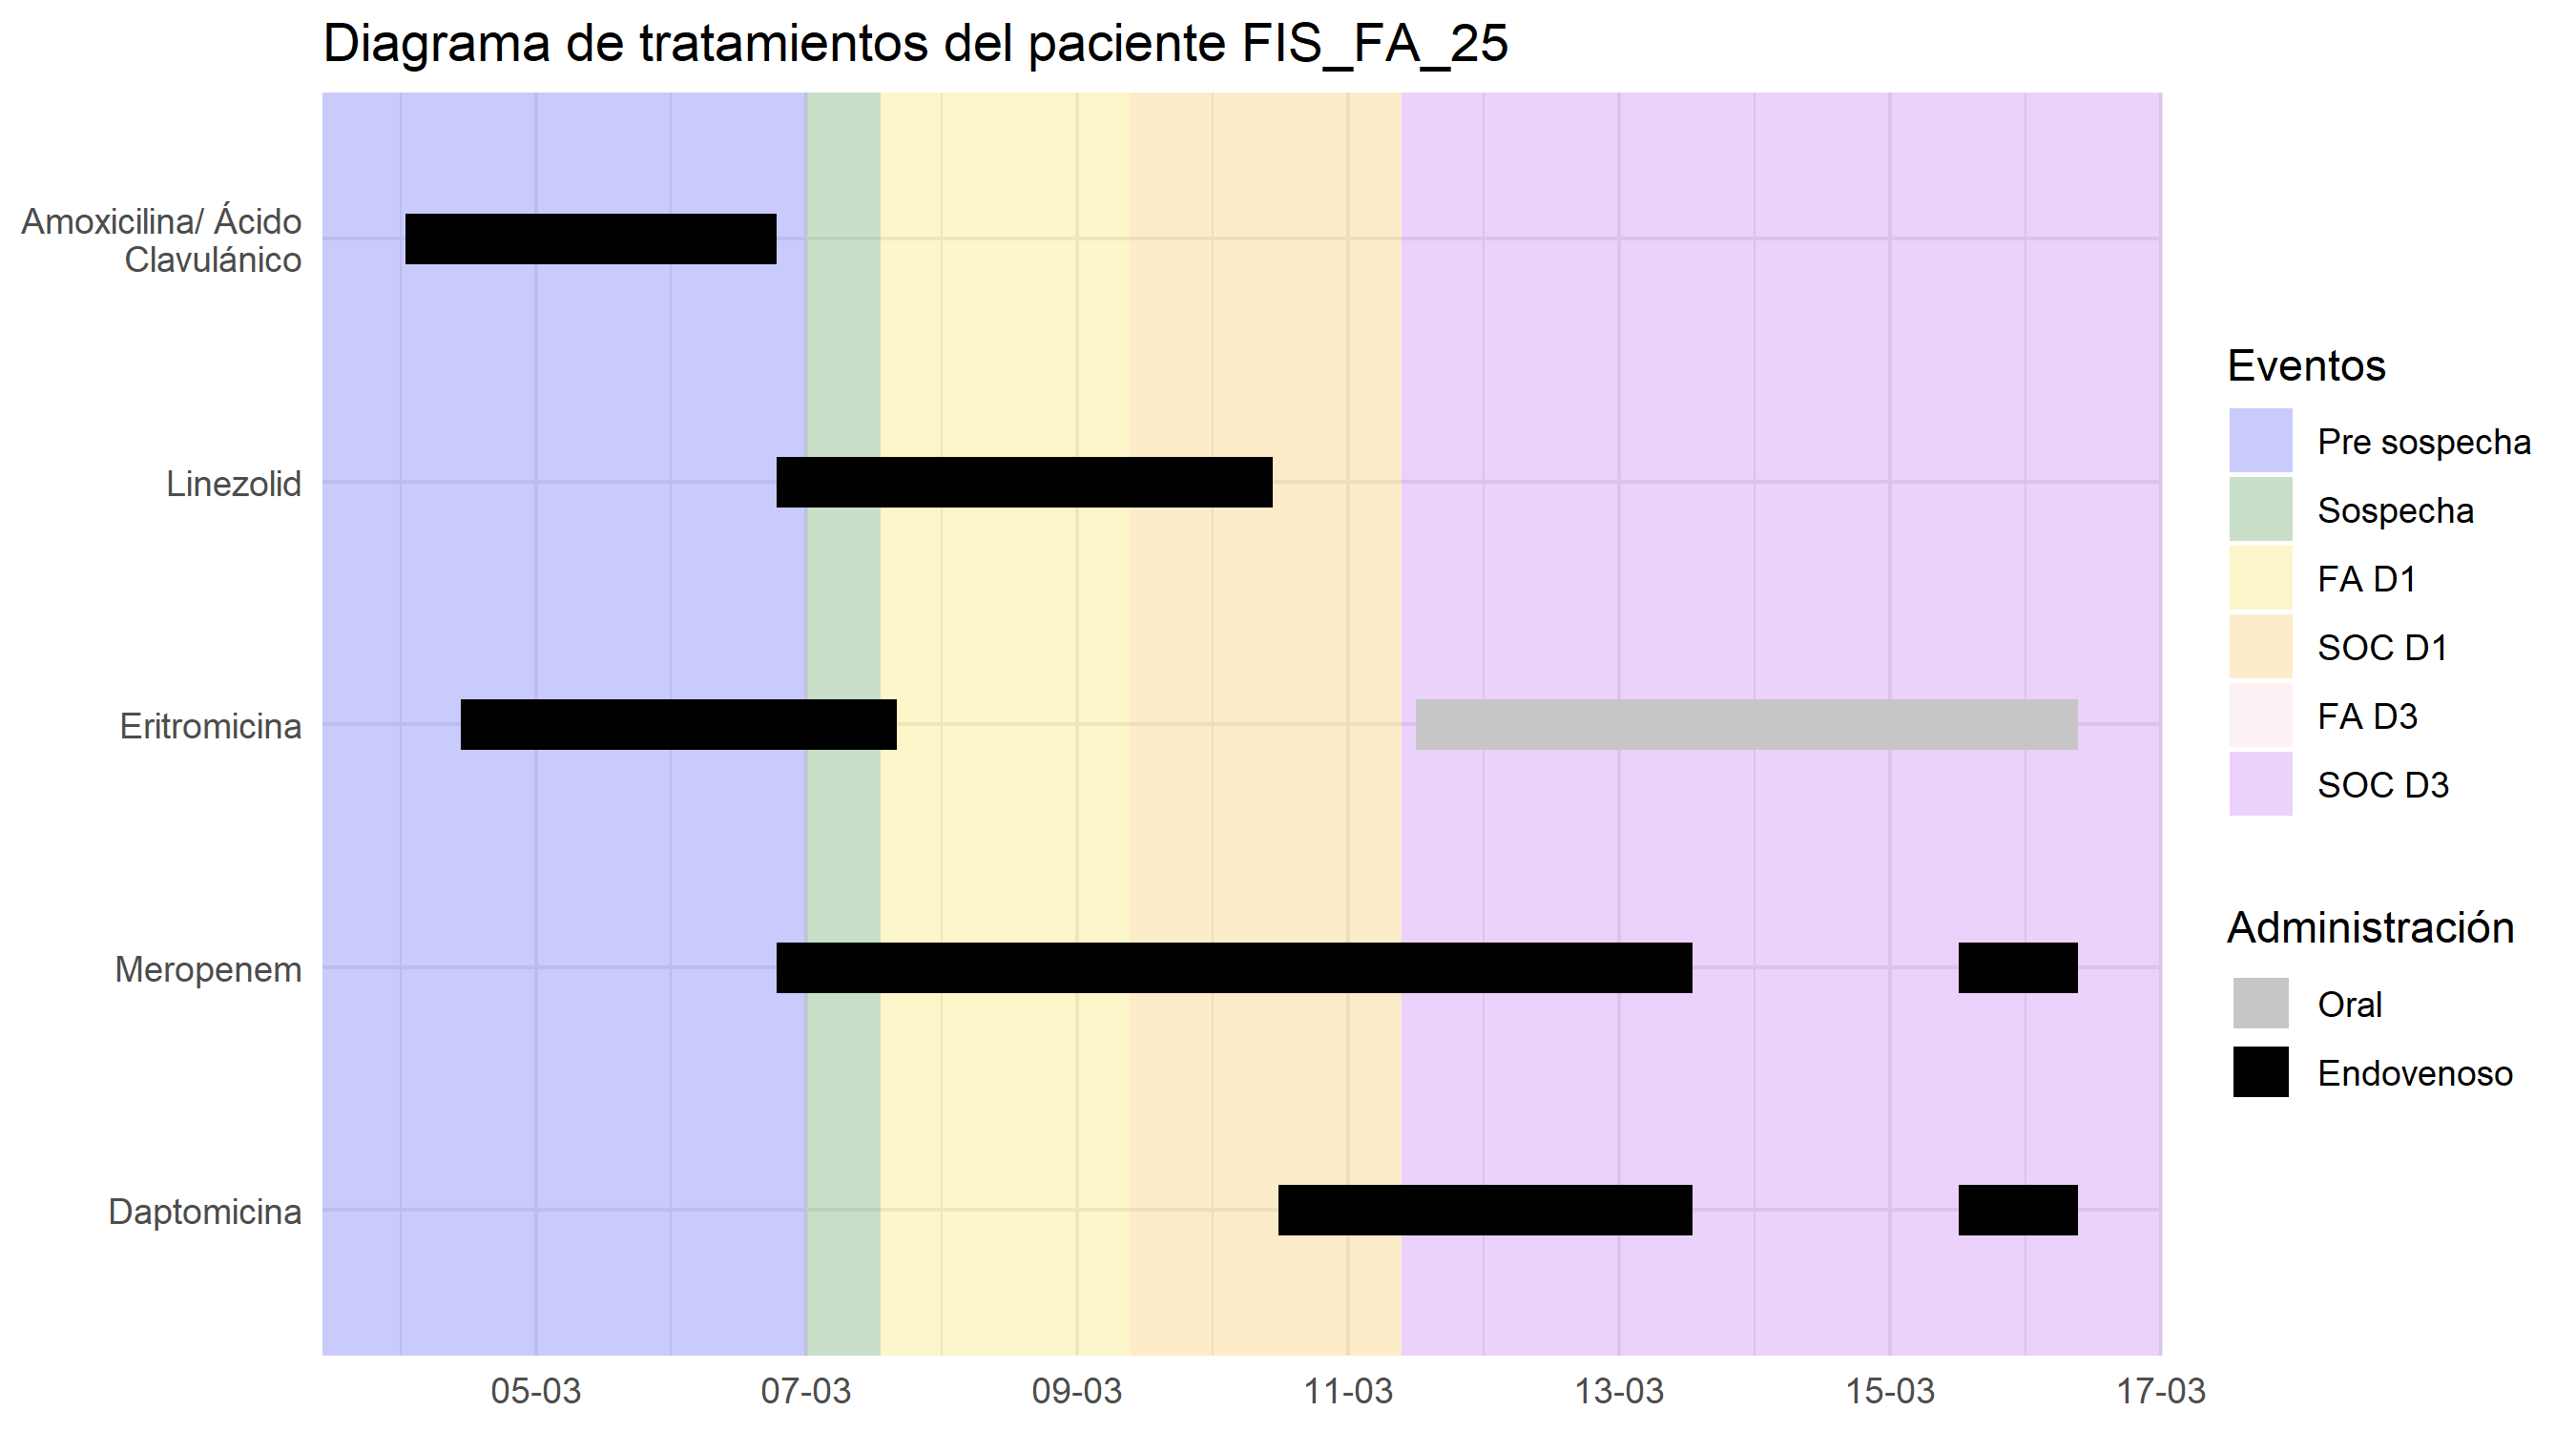 Diagrama de tratamientos del paciente FIS_FA_25
Amoxicilina/ Ácido
Clavulánico
Linezolid
Eritromicina
Meropenem
Daptomicina
05-03
07-03
09-03
11-03
13-03
15-03
17-03
Eventos
Pre sospecha
Sospecha
FA D1
SOC D1
FA D3
SOC D3
Administración
Oral
Endovenoso